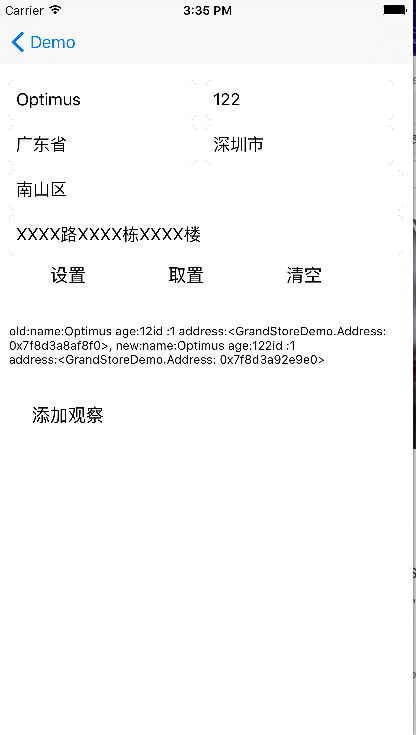 Carrier 3:35 PM
Demo
Optimus 122
广东省 深圳市
南山区
XXXX路XXXX栋XXXX楼
设置 取置 清空
old:name:Optimus age:12id :1 address:<GrandStoreDemo.Address:
0x7f8d3a8af8f0>, new:name:Optimus age:122id :1
address:<GrandStoreDemo.Address: 0x7f8d3a92e9e0>
添加观察